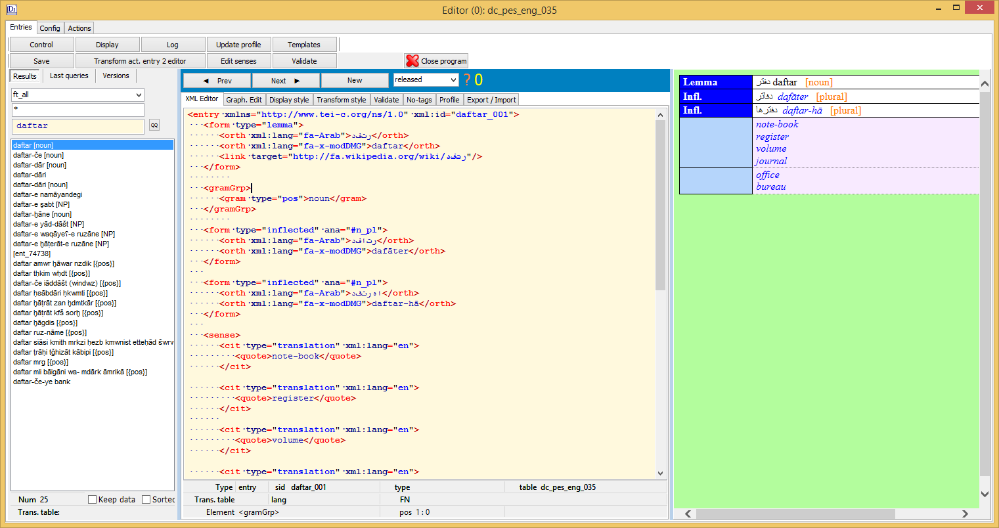 Editor (0): dc_pes_eng_035
Entries Config Actions
Control Display Log Update profile Templates
Save Transform act. entry 2 editor Edit senses Validate Close program
Results Last queries Versions
ft_all
*
daftar
QQ
daftar [noun]
daftar-če [noun]
daftar-dār [noun]
daftar-dāri
daftar-dāri [noun]
daftar-e namāyandegi
daftar-e s̱abt [NP]
daftar-ḫāne [noun]
daftar-e yād-dāšt [NP]
daftar-e waqāyeʕ-e ruzāne [NP]
daftar-e ḫāṭerāt-e ruzāne [NP]
[ent_74738]
daftar amwr ḫāwar nzdik [{pos}]
daftar tḥkim wḥdt [{pos}]
daftar-če iāddāšt (windwz) [{pos}]
daftar ḥsābdāri ḥkwmti [{pos}]
daftar ḫāṭrāt zan ḫdmtkār [{pos}]
daftar ḫāṭrāt kfš sorḫ [{pos}]
daftar ḫāgdis [{pos}]
daftar ruz-nāme [{pos}]
daftar siāsi kmith mrkzi ḥezb kmwnist etteḥād šwrw
daftar ṭrāḥi tǧhizāt kābipi [{pos}]
daftar mrg [{pos}]
daftar mli bāigāni wa- mdārk āmrikā [{pos}]
daftar-če-ye bank
Num 25 Keep data Sorted
Trans. table:
◄ Prev Next ► New released ? 0
XML Editor Graph. Edit Display style Transform style Validate No-tags Profile Export / Import
<entry xmlns="http://www.tei-c.org/ns/1.0" xml:id="daftar_001">
<form type="lemma">
<orth xml:lang="fa-Arab">دفتر</orth>
<orth xml:lang="fa-x-modDMG">daftar</orth>
<link target="http://fa.wikipedia.org/wiki/دفتر"/>
</form>
<gramGrp>
<gram type="pos">noun</gram>
</gramGrp>
<form type="inflected" ana="#n_pl">
<orth xml:lang="fa-Arab">دفاتر</orth>
<orth xml:lang="fa-x-modDMG">dafāter</orth>
</form>
<form type="inflected" ana="#n_pl">
<orth xml:lang="fa-Arab">دفترها</orth>
<orth xml:lang="fa-x-modDMG">daftar-hā</orth>
</form>
<sense>
<cit type="translation" xml:lang="en">
<quote>note-book</quote>
</cit>
<cit type="translation" xml:lang="en">
<quote>register</quote>
</cit>
<cit type="translation" xml:lang="en">
<quote>volume</quote>
</cit>
<cit type="translation" xml:lang="en">
Type entry sid daftar_001 type table dc_pes_eng_035
Trans. table lang FN
Element <gramGrp> pos 1 : 0
Lemma دفتر daftar [noun]
Infl. دفاتر dafāter [plural]
Infl. دفترها daftar-hā [plural]
note-book
register
volume
journal
office
bureau